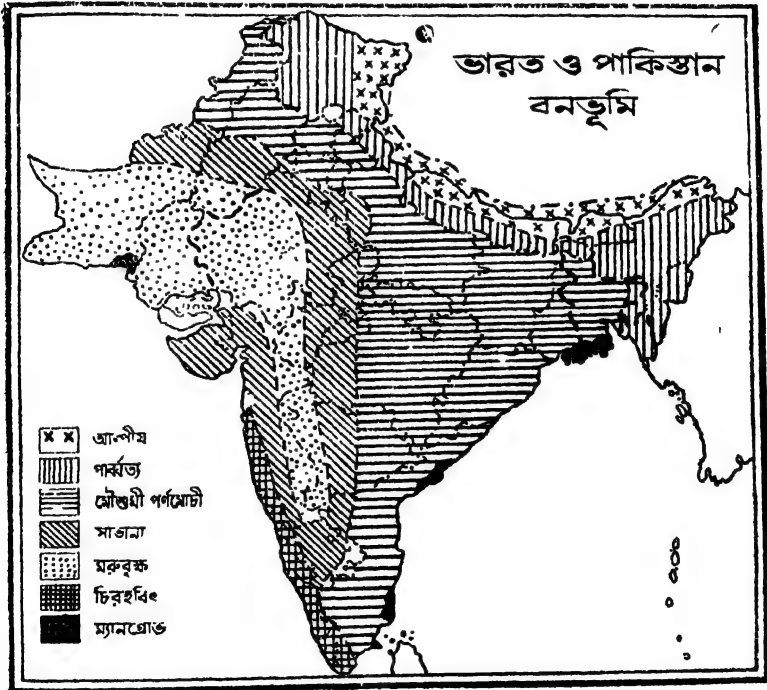 ভারত ও পাকিস্তান
বনভূমি
আল্পীয়
পার্ব্বত্য
মৌশুমী পর্ণমোচী
সাভানা
মরুবৃক্ষ
চিরহরিৎ
ম্যানগ্রোভ